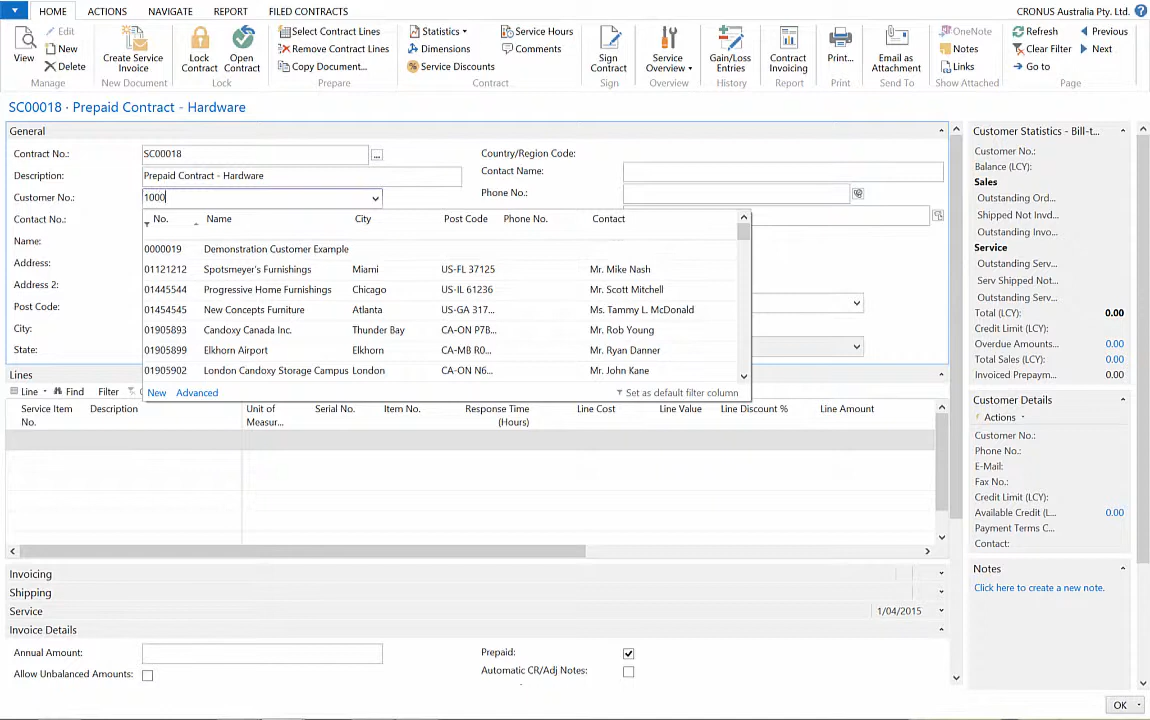 HOME ACTIONS NAVIGATE REPORT FILED CONTRACTS CRONUS Australia Pty. Ltd. ?
View Edit New Delete Manage
Create Service Invoice New Document
Lock Contract Open Contract Lock
Select Contract Lines Remove Contract Lines Copy Document... Prepare
Statistics Dimensions Service Discounts Service Hours Comments Contract
Sign Contract Sign
Service Overview Overview
Gain/Loss Entries History
Contract Invoicing Report
Print... Print
Email as Attachment Send To
OneNote Notes Links Show Attached
Refresh Clear Filter Go to Previous Next Page
SC00018 · Prepaid Contract - Hardware
General
Contract No.: SC00018 ...
Description: Prepaid Contract - Hardware
Customer No.: 1000
Contact No.:
Name:
Address:
Address 2:
Post Code:
City:
State:
Country/Region Code:
Contact Name:
Phone No.:
No. Name City Post Code Phone No. Contact
0000019 Demonstration Customer Example
01121212 Spotsmeyer's Furnishings Miami US-FL 37125 Mr. Mike Nash
01445544 Progressive Home Furnishings Chicago US-IL 61236 Mr. Scott Mitchell
01454545 New Concepts Furniture Atlanta US-GA 317... Ms. Tammy L. McDonald
01905893 Candoxy Canada Inc. Thunder Bay CA-ON P7B... Mr. Rob Young
01905899 Elkhorn Airport Elkhorn CA-MB R0... Mr. Ryan Danner
01905902 London Candoxy Storage Campus London CA-ON N6... Mr. John Kane
New Advanced Set as default filter column
Lines
Line Find Filter
Service Item No. Description Unit of Measur... Serial No. Item No. Response Time (Hours) Line Cost Line Value Line Discount % Line Amount
Invoicing
Shipping
Service 1/04/2015
Invoice Details
Annual Amount: Prepaid:
Allow Unbalanced Amounts: Automatic CR/Adj Notes:
Customer Statistics - Bill-t...
Customer No.:
Balance (LCY):
Sales
Outstanding Ord...
Shipped Not Invd...
Outstanding Invo...
Service
Outstanding Serv...
Serv Shipped Not...
Outstanding Serv...
Total (LCY): 0.00
Credit Limit (LCY):
Overdue Amounts... 0.00
Total Sales (LCY): 0.00
Invoiced Prepaym... 0.00
Customer Details
Actions
Customer No.:
Phone No.:
E-Mail:
Fax No.:
Credit Limit (LCY):
Available Credit (L... 0.00
Payment Terms C...
Contact:
Notes
Click here to create a new note.
OK